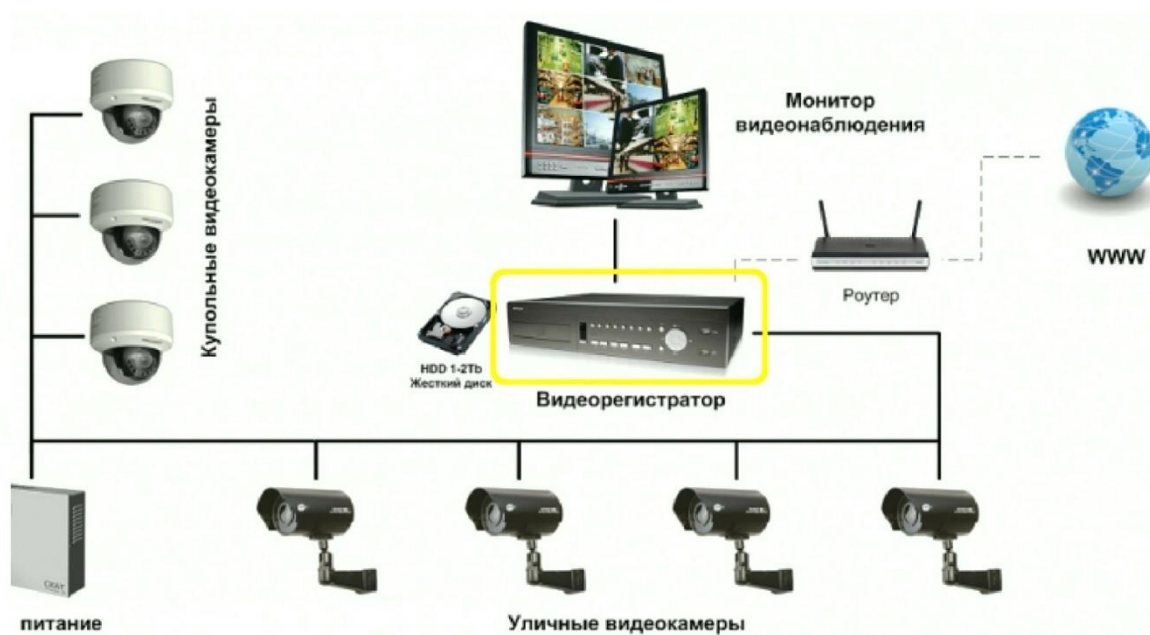 Купольные видеокамеры
Монитор
видеонаблюдения
WWW
Роутер
HDD 1-2Tb
Жесткий диск
Видеорегистратор
питание
Уличные видеокамеры